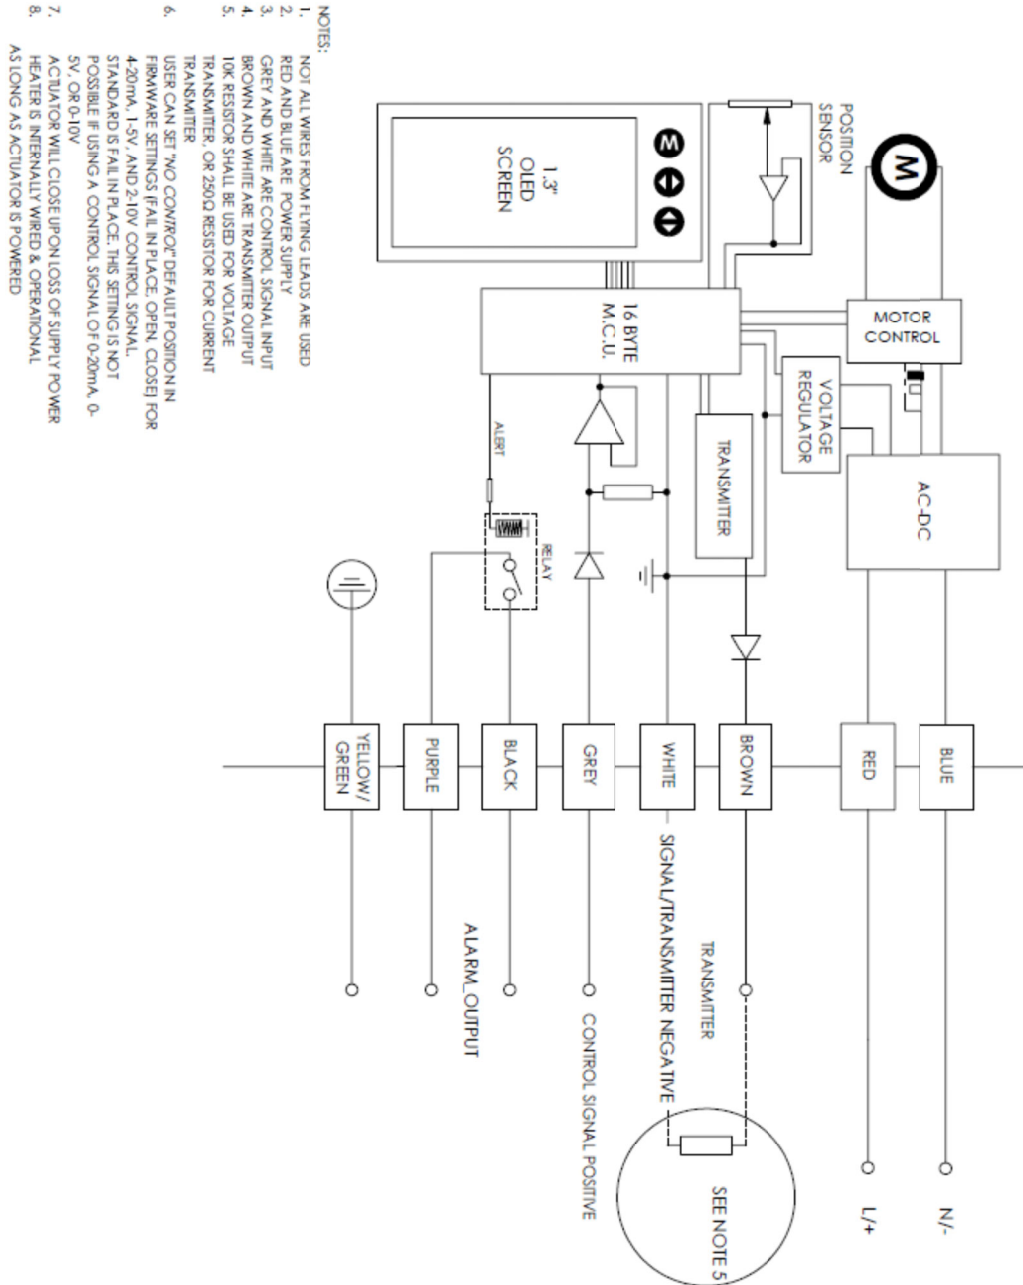 POSITION
SENSOR
M
MOTOR
CONTROL
1.3"
OLED
SCREEN
M
16 BYTE
M.C.U.
VOLTAGE
REGULATOR
AC-DC
TRANSMITTER
ALERT
RELAY
BLUE
RED
BROWN
WHITE
GREY
BLACK
PURPLE
YELLOW/
GREEN
N/-
L/+
TRANSMITTER
SEE NOTE 5
SIGNAL/TRANSMITTER NEGATIVE
CONTROL SIGNAL POSITIVE
ALARM_OUTPUT
NOTES:
1. NOT ALL WIRES FROM FLYING LEADS ARE USED
2. RED AND BLUE ARE POWER SUPPLY
3. GREY AND WHITE ARE CONTROL SIGNAL INPUT
4. BROWN AND WHITE ARE TRANSMITTER OUTPUT
5. 10K RESISTOR SHALL BE USED FOR VOLTAGE
TRANSMITTER, OR 250Ω RESISTOR FOR CURRENT
TRANSMITTER
6. USER CAN SET "NO CONTROL" DEFAULT POSITION IN
FIRMWARE SETTINGS (FAIL IN PLACE, OPEN, CLOSE) FOR
4-20mA, 1-5V, AND 2-10V CONTROL SIGNAL.
STANDARD IS FAIL IN PLACE. THIS SETTING IS NOT
POSSIBLE IF USING A CONTROL SIGNAL OF 0-20mA, 0-
5V, OR 0-10V
7. ACTUATOR WILL CLOSE UPON LOSS OF SUPPLY POWER
8. HEATER IS INTERNALLY WIRED & OPERATIONAL
AS LONG AS ACTUATOR IS POWERED